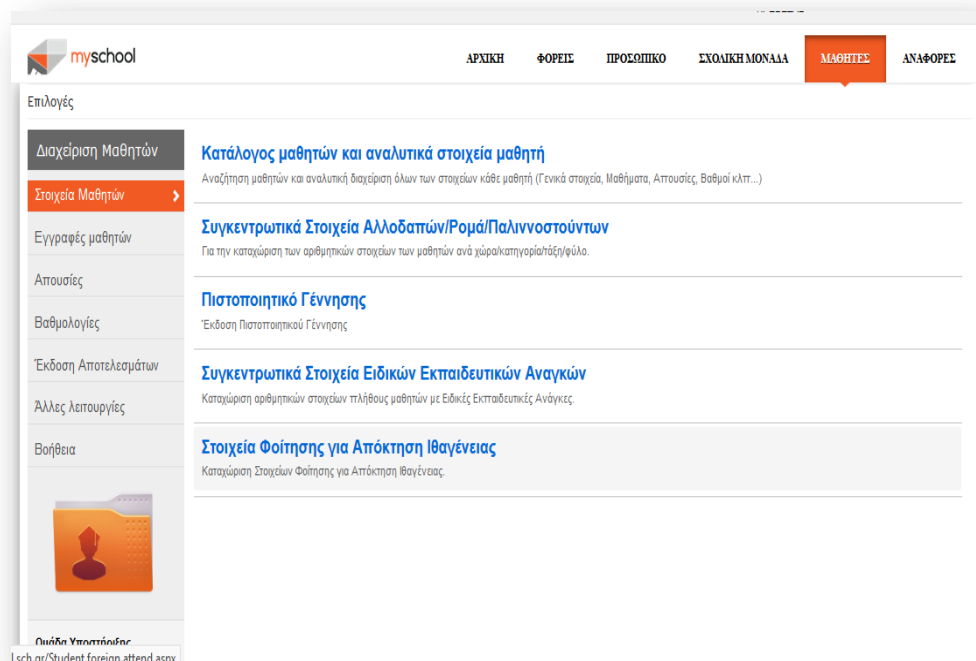 myschool
ΑΡΧΙΚΗ ΦΟΡΕΙΣ ΠΡΟΣΩΠΙΚΟ ΣΧΟΛΙΚΗ ΜΟΝΑΔΑ ΜΑΘΗΤΕΣ ΑΝΑΦΟΡΕΣ
Επιλογές
Διαχείριση Μαθητών
Στοιχεία Μαθητών
Εγγραφές μαθητών
Απουσίες
Βαθμολογίες
Έκδοση Αποτελεσμάτων
Άλλες λειτουργίες
Βοήθεια
Κατάλογος μαθητών και αναλυτικά στοιχεία μαθητή
Αναζήτηση μαθητών και αναλυτική διαχείριση όλων των στοιχείων κάθε μαθητή (Γενικά στοιχεία, Μαθήματα, Απουσίες, Βαθμοί κλπ...)
Συγκεντρωτικά Στοιχεία Αλλοδαπών/Ρομά/Παλιννοστούντων
Για την καταχώριση των αριθμητικών στοιχείων των μαθητών ανά χώρα/κατηγορία/τάξη/φύλο.
Πιστοποιητικό Γέννησης
Έκδοση Πιστοποιητικού Γέννησης
Συγκεντρωτικά Στοιχεία Ειδικών Εκπαιδευτικών Αναγκών
Καταχώριση αριθμητικών στοιχείων πλήθους μαθητών με Ειδικές Εκπαιδευτικές Ανάγκες.
Στοιχεία Φοίτησης για Απόκτηση Ιθαγένειας
Καταχώριση Στοιχείων Φοίτησης για Απόκτηση Ιθαγένειας.
Ομάδα Υποστήριξης
l.sch.gr/Student.foreign.attend.aspx